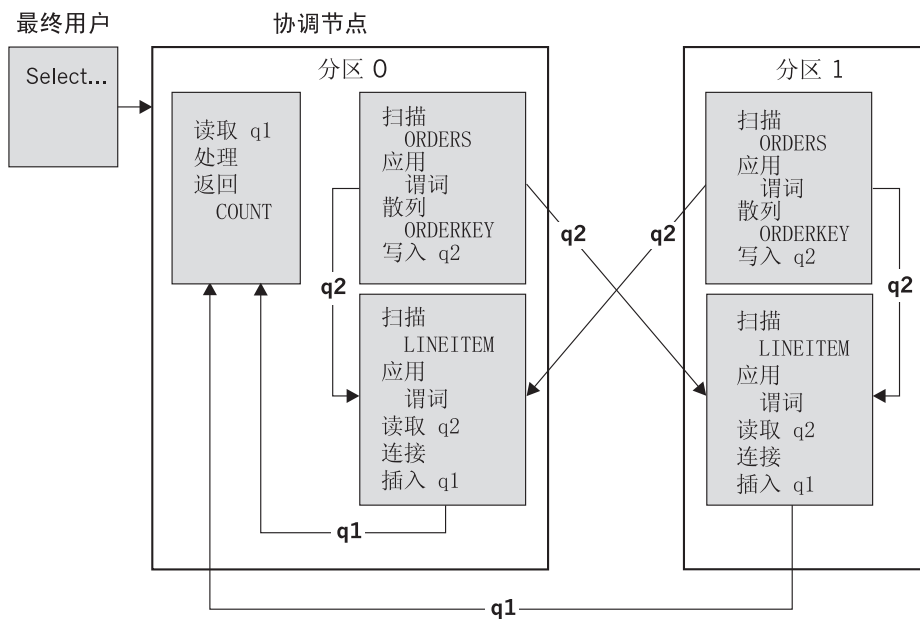 最终用户
协调节点
Select...
分区 0
读取 q1
处理
返回
COUNT
扫描
ORDERS
应用
谓词
散列
ORDERKEY
写入 q2
q2
扫描
LINEITEM
应用
谓词
读取 q2
连接
插入 q1
q1
q2
q2
分区 1
扫描
ORDERS
应用
谓词
散列
ORDERKEY
写入 q2
q2
扫描
LINEITEM
应用
谓词
读取 q2
连接
插入 q1
q1